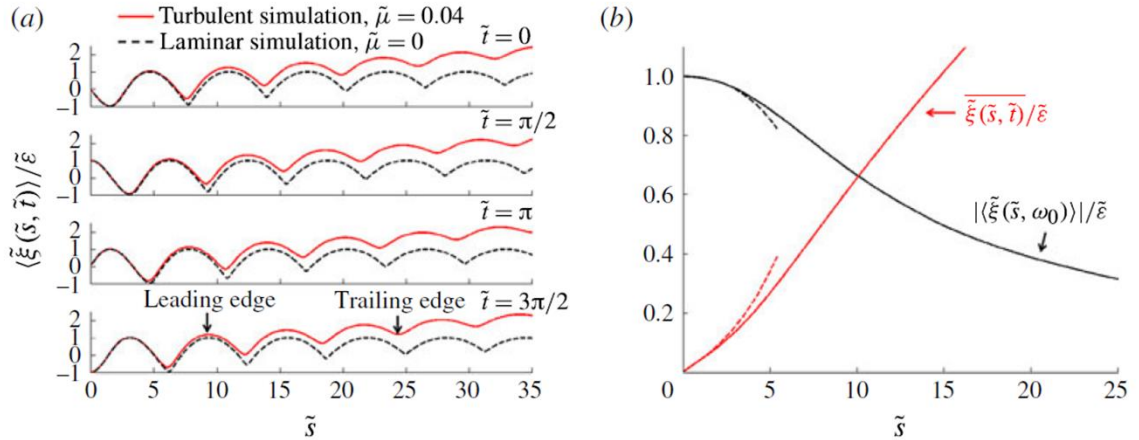 (a)
Turbulent simulation, μ̃ = 0.04
Laminar simulation, μ̃ = 0
t̃ = 0
2
1
0
−1
t̃ = π/2
2
1
0
−1
⟨ξ̃(s̃, t̃)⟩/ε̃
t̃ = π
2
1
0
−1
Leading edge
Trailing edge
t̃ = 3π/2
2
1
0
−1
0 5 10 15 20 25 30 35
s̃
(b)
1.0
0.8
0.6
0.4
0.2
ξ̃(s̃, t̃)/ε̃
|⟨ξ̃(s̃, ω₀)⟩|/ε̃
0 5 10 15 20 25
s̃